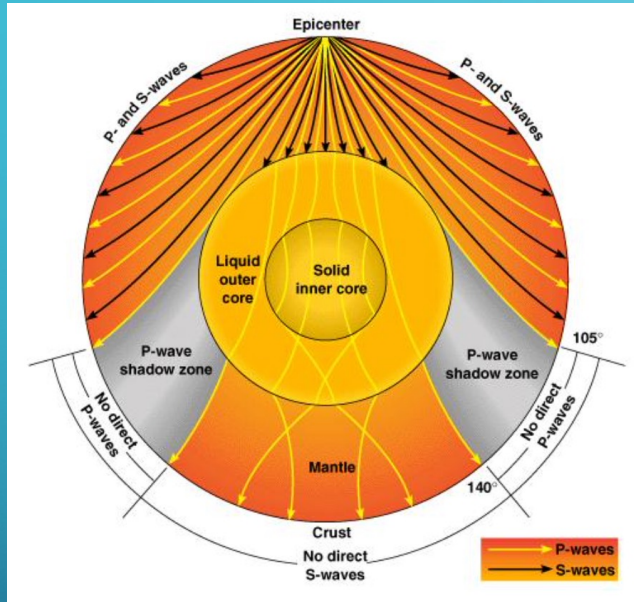 Epicenter
P- and S-waves
P- and S-waves
Liquid
outer
core
Solid
inner core
P-wave
shadow zone
P-wave
shadow zone
105°
No direct
P-waves
No direct
P-waves
Mantle
140°
Crust
No direct
S-waves
P-waves
S-waves